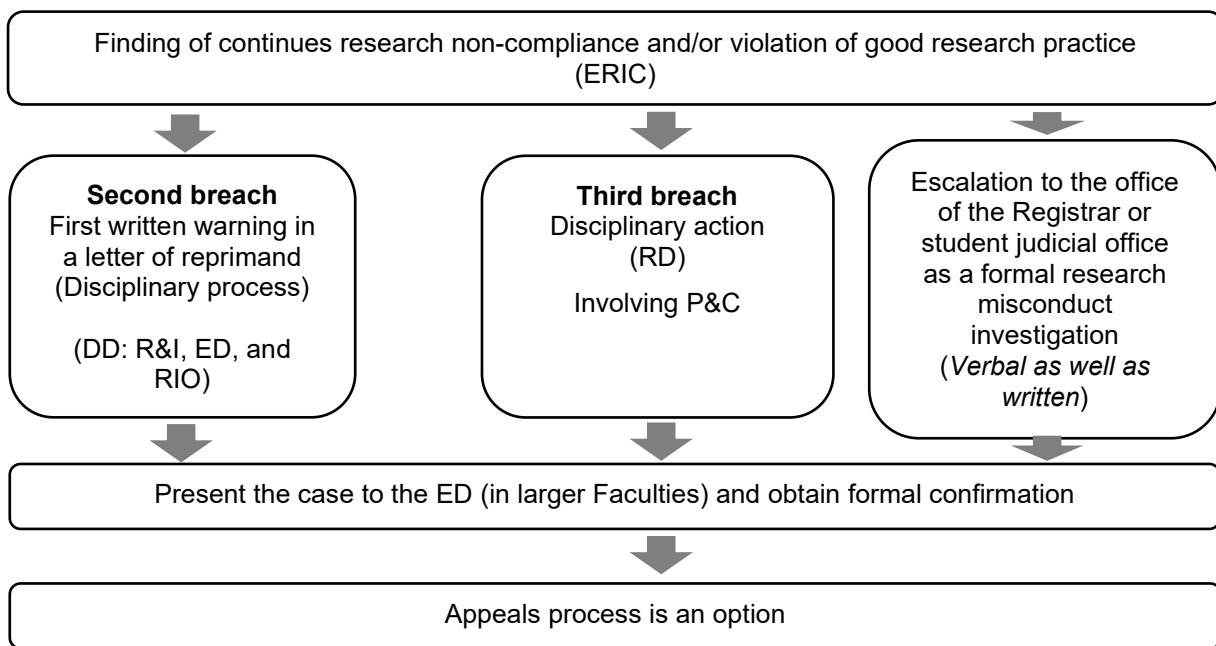 Finding of continues research non-compliance and/or violation of good research practice
(ERIC)
Second breach
First written warning in
a letter of reprimand
(Disciplinary process)
(DD: R&I, ED, and
RIO)
Third breach
Disciplinary action
(RD)
Involving P&C
Escalation to the office
of the Registrar or
student judicial office
as a formal research
misconduct
investigation
(Verbal as well as
written)
Present the case to the ED (in larger Faculties) and obtain formal confirmation
Appeals process is an option